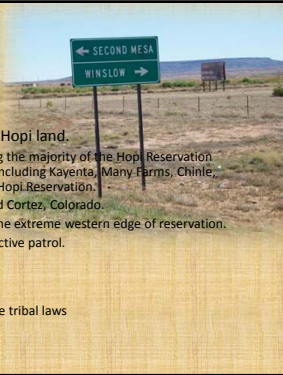 ← SECOND MESA
WINSLOW →
Hopi land.
g the majority of the Hopi Reservation
ncluding Kayenta, Many Farms, Chinle,
Hopi Reservation.
d Cortez, Colorado.
he extreme western edge of reservation.
ctive patrol.
e tribal laws